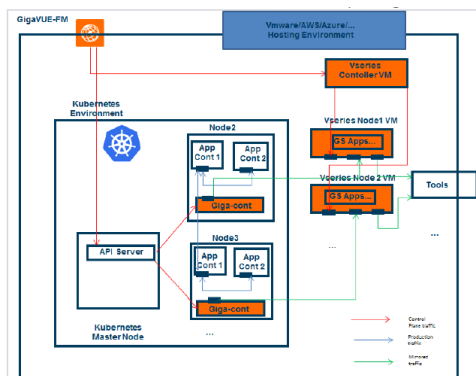 GigaVUE-FM
Vmware/AWS/Azure/...
Hosting Environment
Vseries
Contoller VM
Kubernetes
Environment
Node2
App
Cont 1
App
Cont 2
Giga-cont
Vseries Node1 VM
GS Apps...
Vseries Node 2 VM
GS Apps...
Tools
...
...
API Server
Node3
App
Cont 1
App
Cont 2
Giga-cont
Kubernetes
Master Node
...
Control
Plane traffic
Production
traffic
Mirrored
traffic